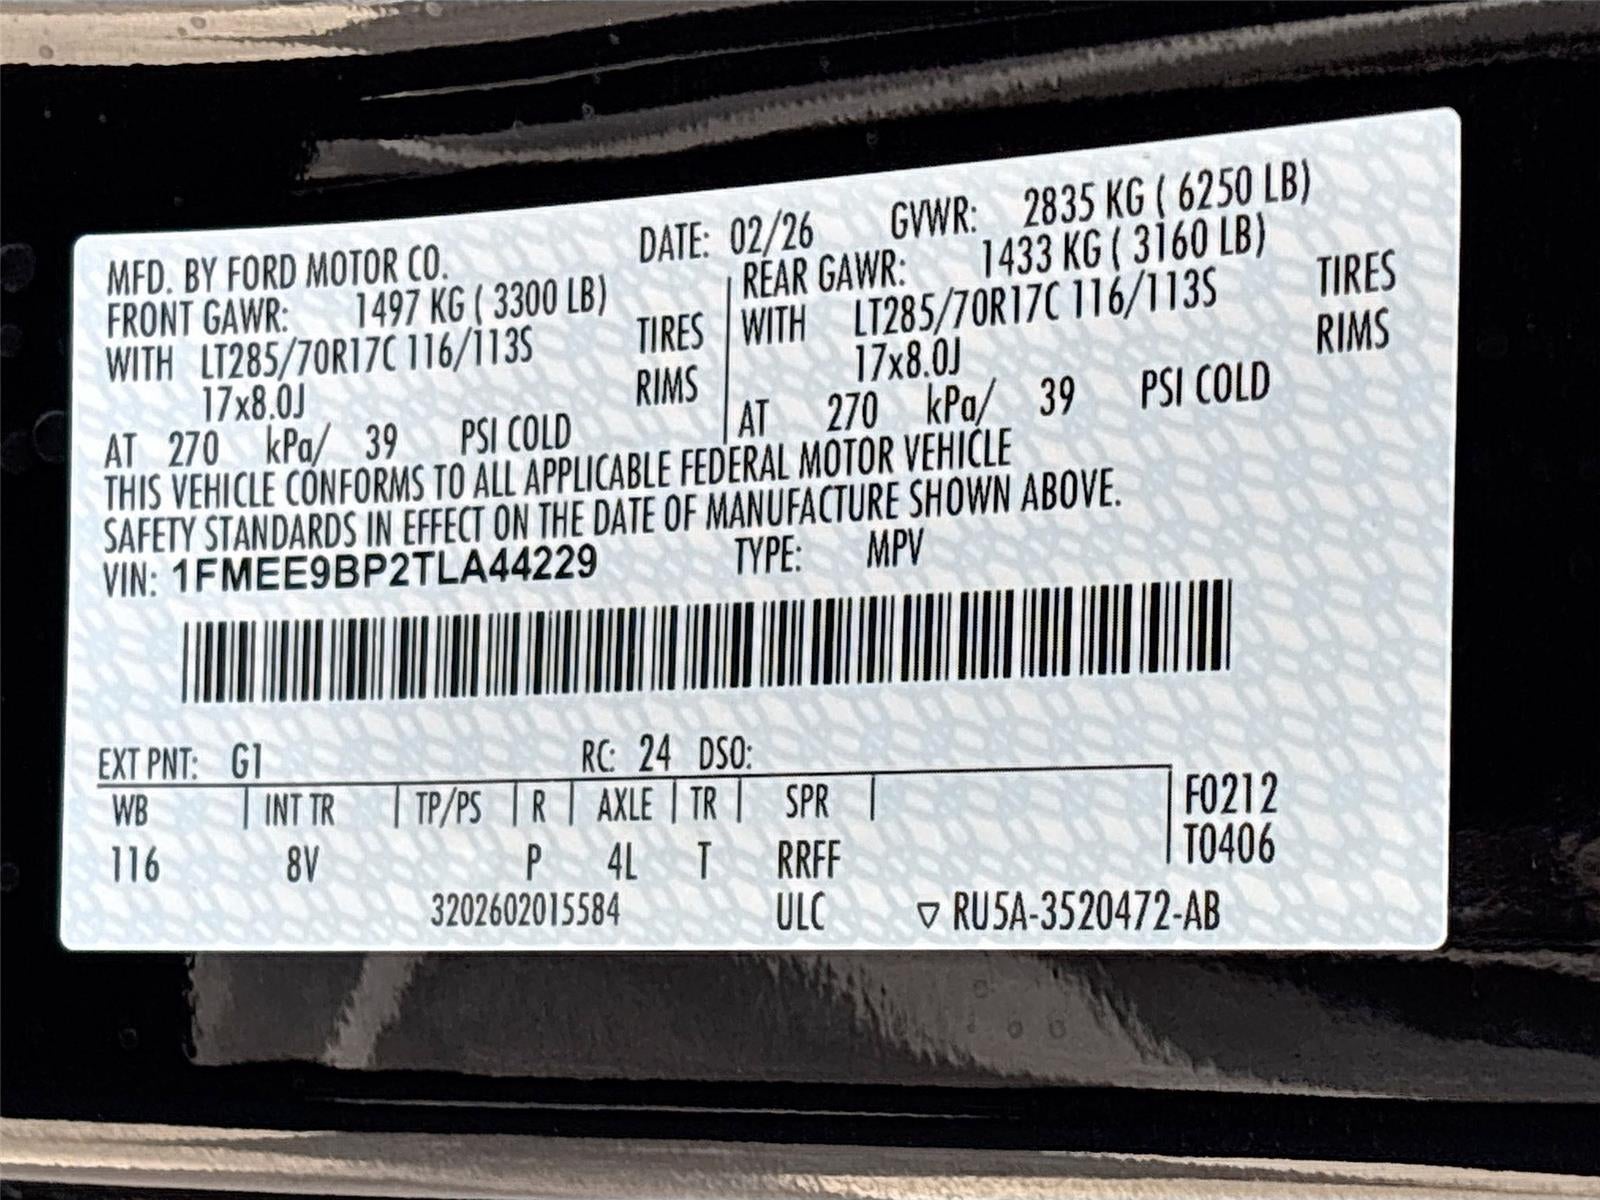 MFD. BY FORD MOTOR CO. DATE: 02/26 GVWR: 2835 KG ( 6250 LB)
FRONT GAWR: 1497 KG ( 3300 LB) REAR GAWR: 1433 KG ( 3160 LB)
WITH LT285/70R17C 116/113S TIRES WITH LT285/70R17C 116/113S TIRES
17x8.0J RIMS 17x8.0J RIMS
AT 270 kPa/ 39 PSI COLD AT 270 kPa/ 39 PSI COLD
THIS VEHICLE CONFORMS TO ALL APPLICABLE FEDERAL MOTOR VEHICLE
SAFETY STANDARDS IN EFFECT ON THE DATE OF MANUFACTURE SHOWN ABOVE.
VIN: 1FMEE9BP2TLA44229 TYPE: MPV
EXT PNT: G1 RC: 24 DSO:
WB INT TR TP/PS R AXLE TR SPR F0212
116 8V P 4L T RRFF T0406
3202602015584 ULC ▽ RU5A-3520472-AB